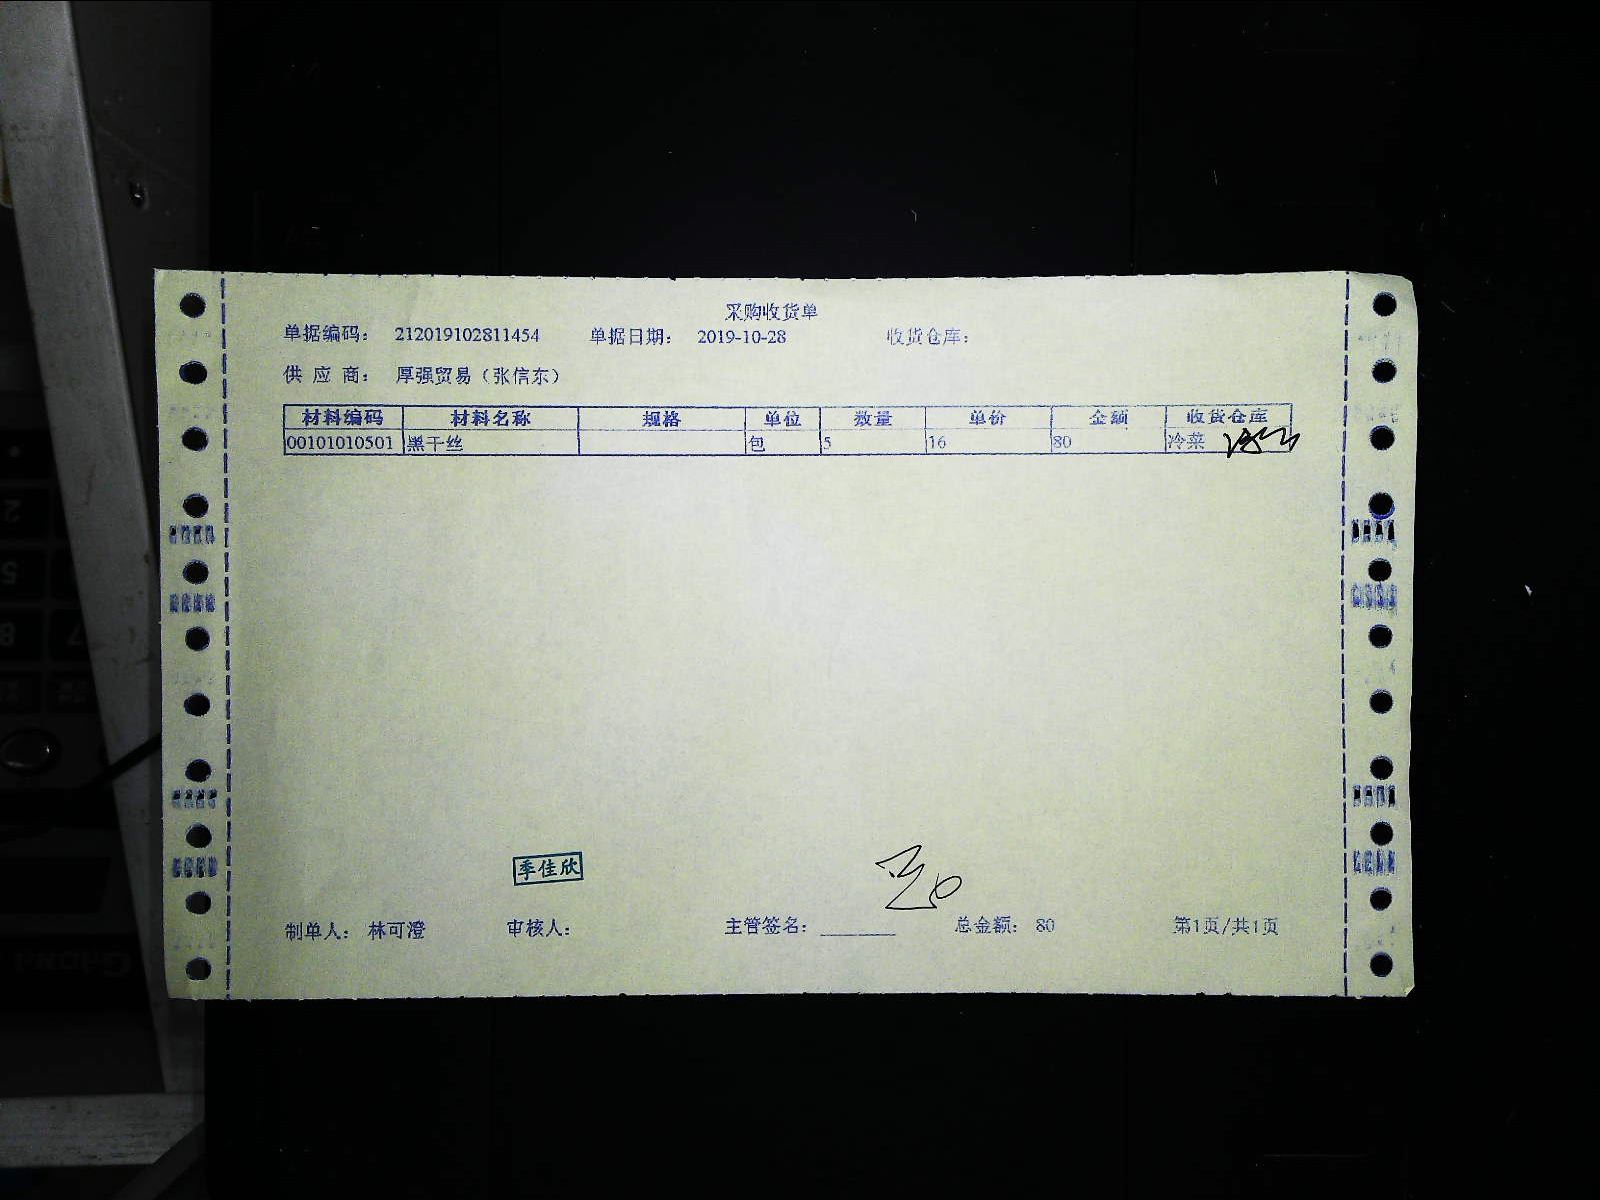 采购收货单
单据编码： 212019102811454 单据日期： 2019-10-28 收货仓库：
供 应 商： 厚强贸易（张信东）
材料编码 材料名称 规格 单位 数量 单价 金额 收货仓库
00101010501 黑干丝 包 5 16 80 冷菜
季佳欣
制单人： 林可澄 审核人： 主管签名： 总金额： 80 第1页/共1页